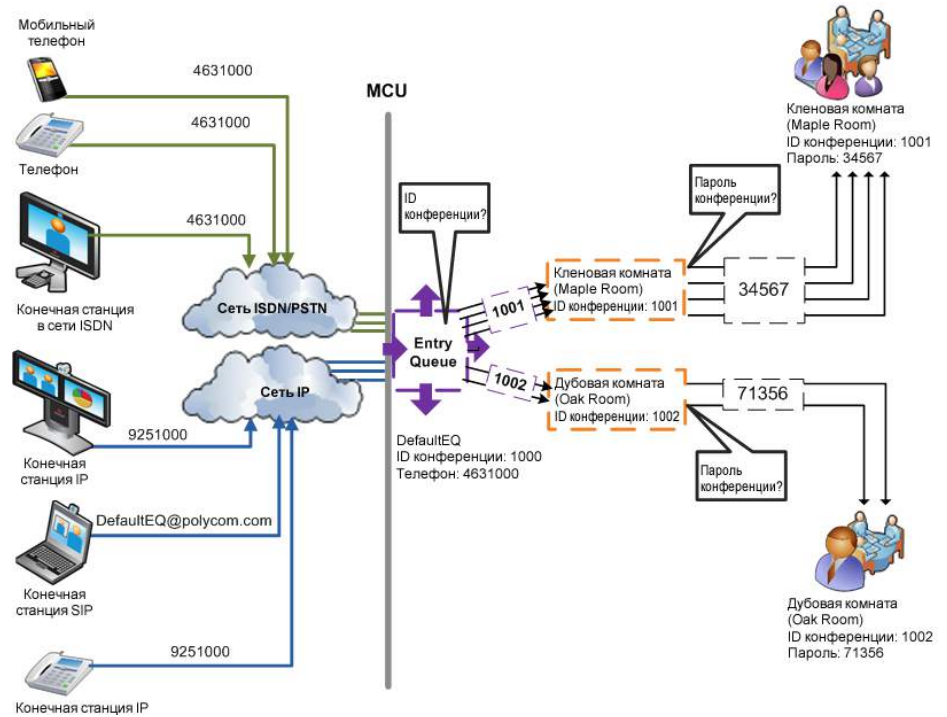 Мобильный
телефон
4631000
4631000
Телефон
4631000
Конечная станция
в сети ISDN
Сеть ISDN/PSTN
Сеть IP
9251000
Конечная
станция IP
DefaultEQ@polycom.com
Конечная
станция SIP
9251000
Конечная станция IP
MCU
ID
конференции?
Entry
Queue
DefaultEQ
ID конференции: 1000
Телефон: 4631000
1001
1002
Кленовая комната
(Maple Room)
ID конференции: 1001
Дубовая комната
(Oak Room)
ID конференции: 1002
Пароль
конференции?
34567
71356
Пароль
конференции?
Кленовая комната
(Maple Room)
ID конференции: 1001
Пароль: 34567
Дубовая комната
(Oak Room)
ID конференции: 1002
Пароль: 71356